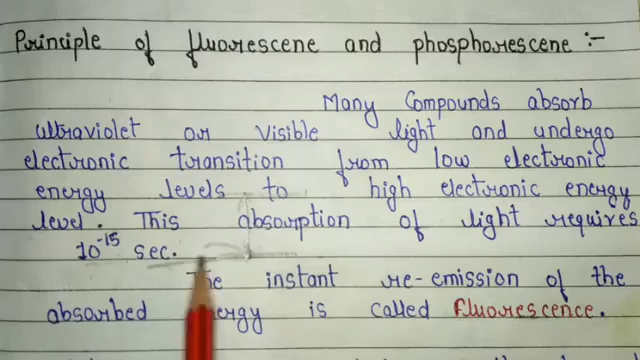 Principle of fluorescene and phosphorescene :-
Many Compounds absorb
ultraviolet or visible light and undergo
electronic transition from low electronic
energy levels to high electronic energy
level. This absorption of light requires
10⁻¹⁵ sec.
The instant re-emission of the
absorbed energy is called fluorescence.